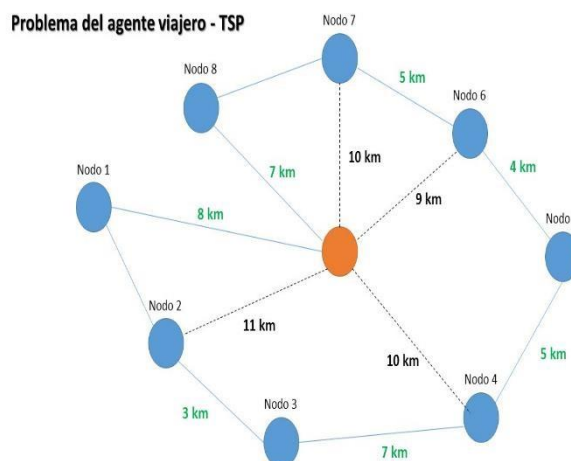 Problema del agente viajero - TSP
Nodo 7
Nodo 8
5 km
Nodo 6
10 km
4 km
7 km
9 km
Nodo 1
8 km
Nodo
Nodo 2
11 km
10 km
5 km
Nodo 4
3 km
Nodo 3
7 km